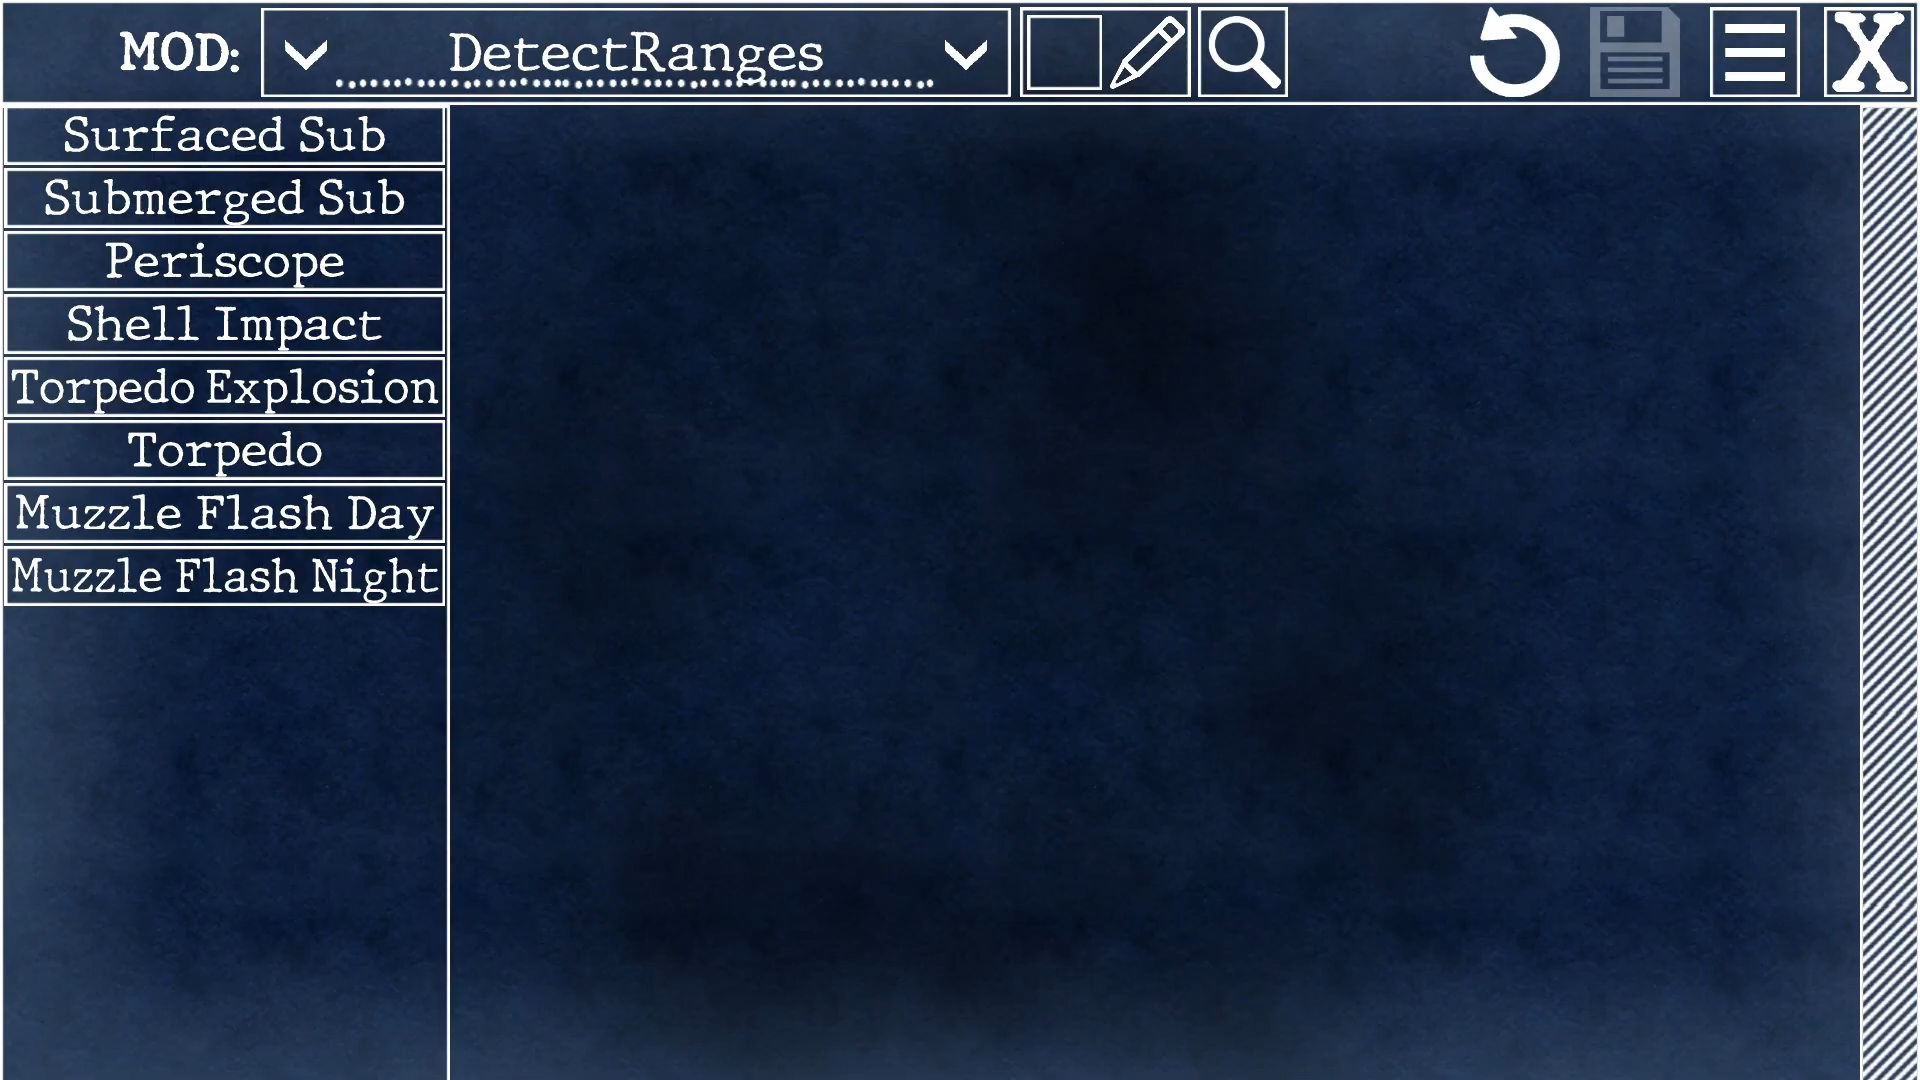 MOD: DetectRanges X
Surfaced Sub
Submerged Sub
Periscope
Shell Impact
Torpedo Explosion
Torpedo
Muzzle Flash Day
Muzzle Flash Night